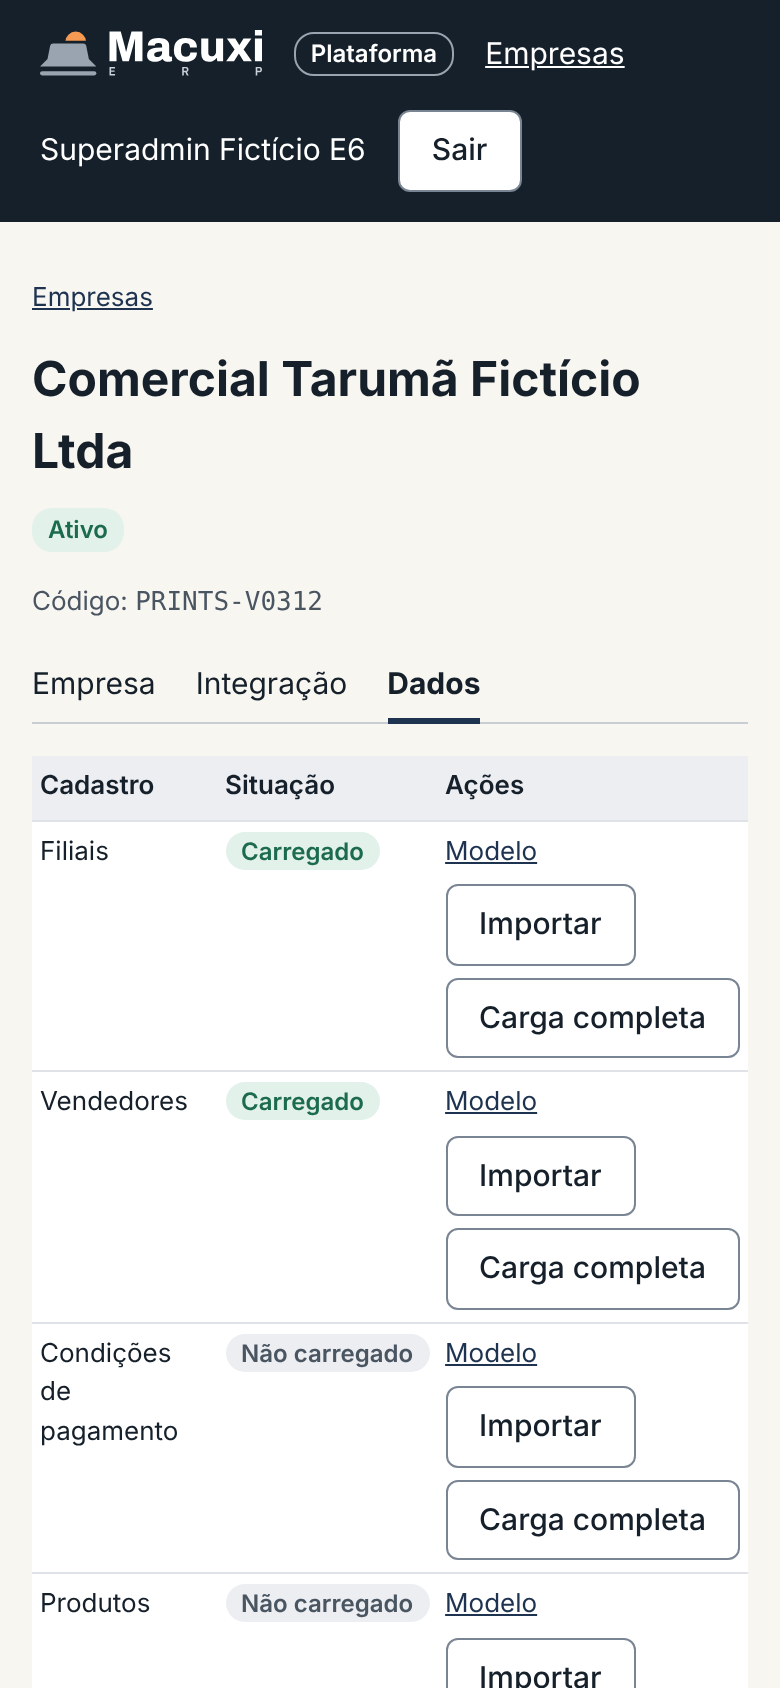 Macuxi
E R P
Plataforma
Empresas
Superadmin Fictício E6
Sair
Empresas
Comercial Tarumã Fictício
Ltda
Ativo
Código: PRINTS-V0312
Empresa Integração Dados
Cadastro Situação Ações
Filiais Carregado Modelo
Importar
Carga completa
Vendedores Carregado Modelo
Importar
Carga completa
Condições Não carregado Modelo
de
pagamento
Importar
Carga completa
Produtos Não carregado Modelo
Importar